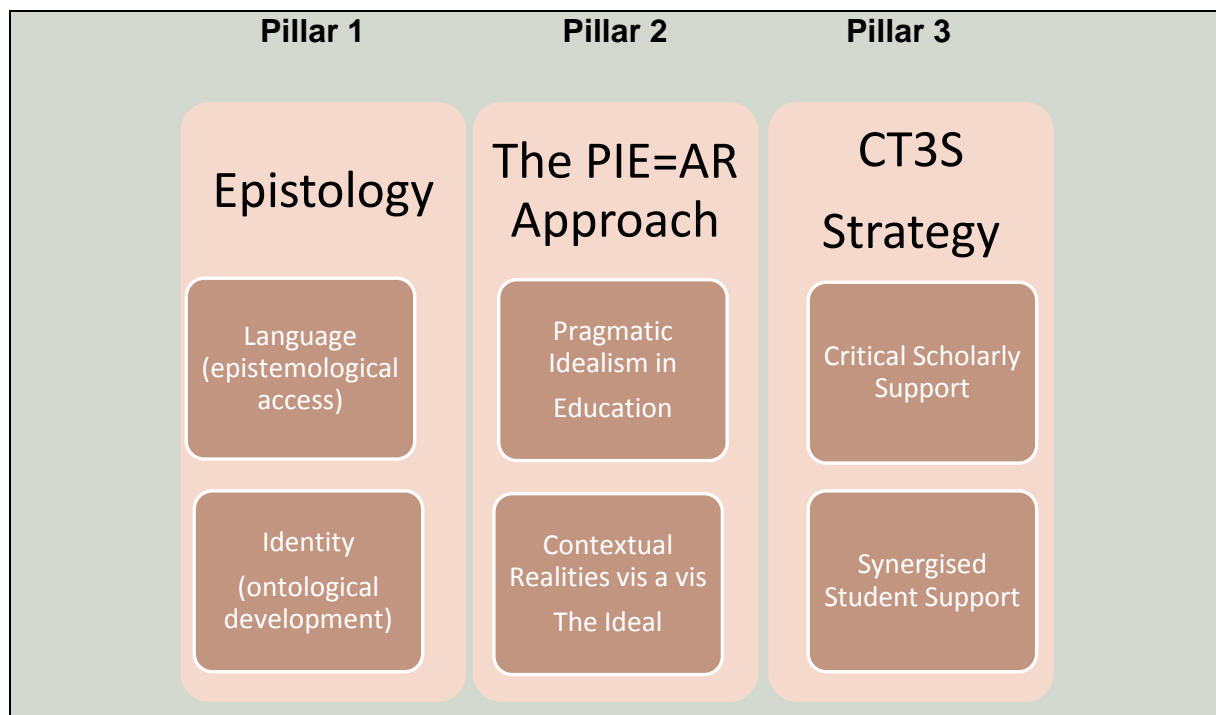 Pillar 1
Pillar 2
Pillar 3
Epistology
Language
(epistemological
access)
Identity
(ontological
development)
The PIE=AR
Approach
Pragmatic
Idealism in
Education
Contextual
Realities vis a vis
The Ideal
CT3S
Strategy
Critical Scholarly
Support
Synergised
Student Support